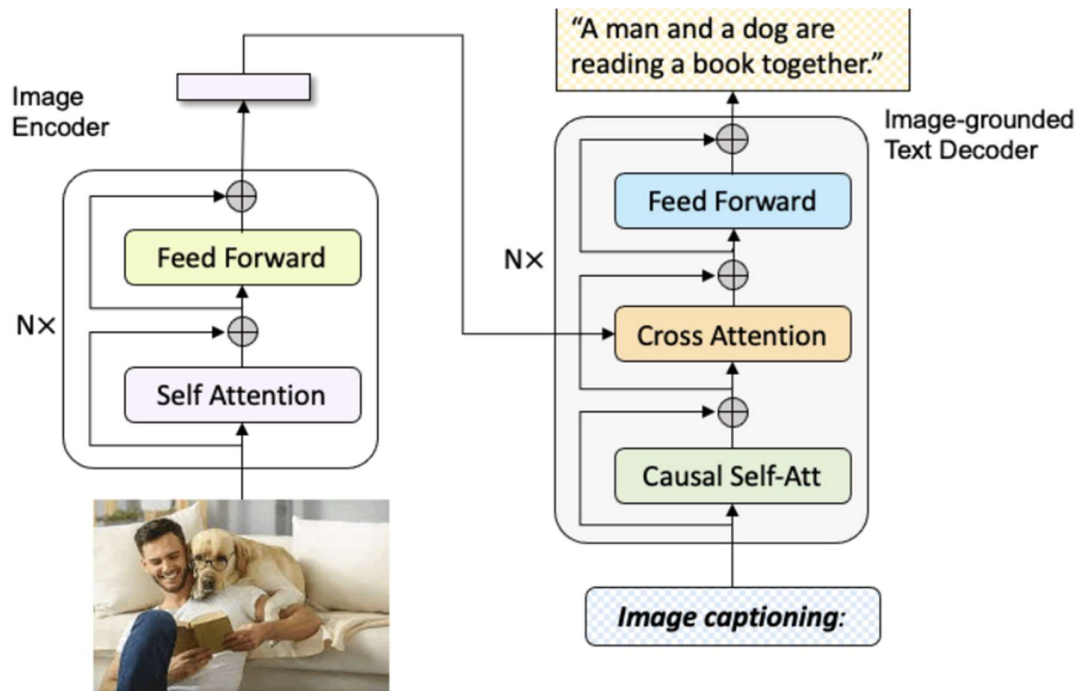 Image
Encoder
Feed Forward
N×
Self Attention
"A man and a dog are
reading a book together."
Image-grounded
Text Decoder
Feed Forward
N×
Cross Attention
Causal Self-Att
Image captioning: